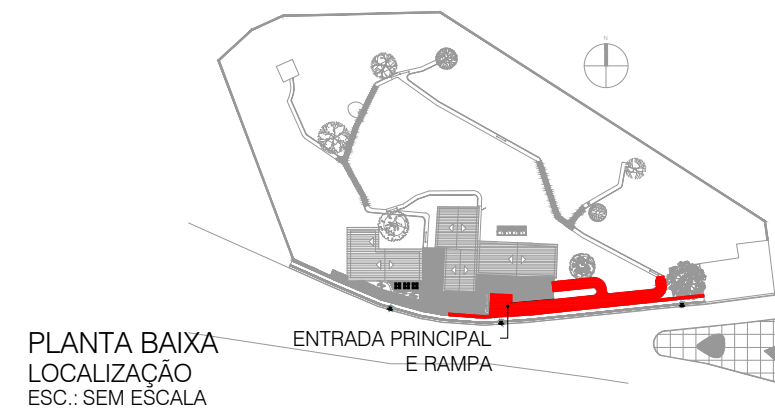 N
PLANTA BAIXA
LOCALIZAÇÃO
ESC.: SEM ESCALA
ENTRADA PRINCIPAL
E RAMPA